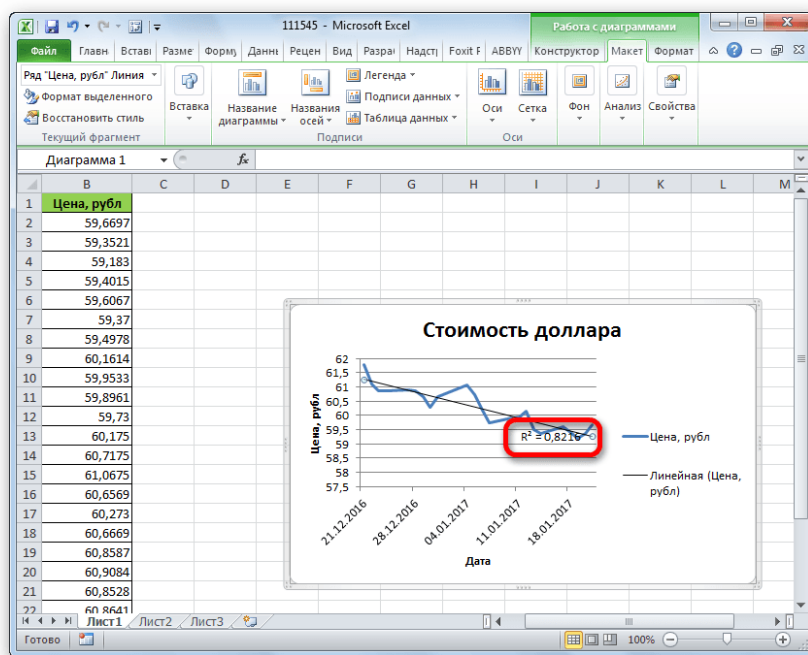 111545 - Microsoft Excel
Работа с диаграммами
Файл Главн Вставі Разме Форму Даннн Рецен Вид Разраі Надстр Foxit F ABBY Конструктор Макет Формат
Ряд "Цена, рубл" Линия
Формат выделенного
Восстановить стиль
Текущий фрагмент
Вставка
Название диаграммы
Названия осей
Легенда
Подписи данных
Таблица данных
Подписи
Оси
Сетка
Оси
Фон
Анализ
Свойства
Диаграмма 1
fx
B C D E F G H I J K L M
1 Цена, рубл
2 59,6697
3 59,3521
4 59,183
5 59,4015
6 59,6067
7 59,37
8 59,4978
9 60,1614
10 59,9533
11 59,8961
12 59,73
13 60,175
14 60,7175
15 61,0675
16 60,6569
17 60,273
18 60,6669
19 60,8587
20 60,9084
21 60,8528
22 60,8641
Стоимость доллара
Цена, рубл
62
61,5
61
60,5
60
59,5
59
58,5
58
57,5
R² = 0,8216
21.12.2016
28.12.2016
04.01.2017
11.01.2017
18.01.2017
Дата
Цена, рубл
Линейная (Цена,
рубл)
Лист1 Лист2 Лист3
Готово
100%